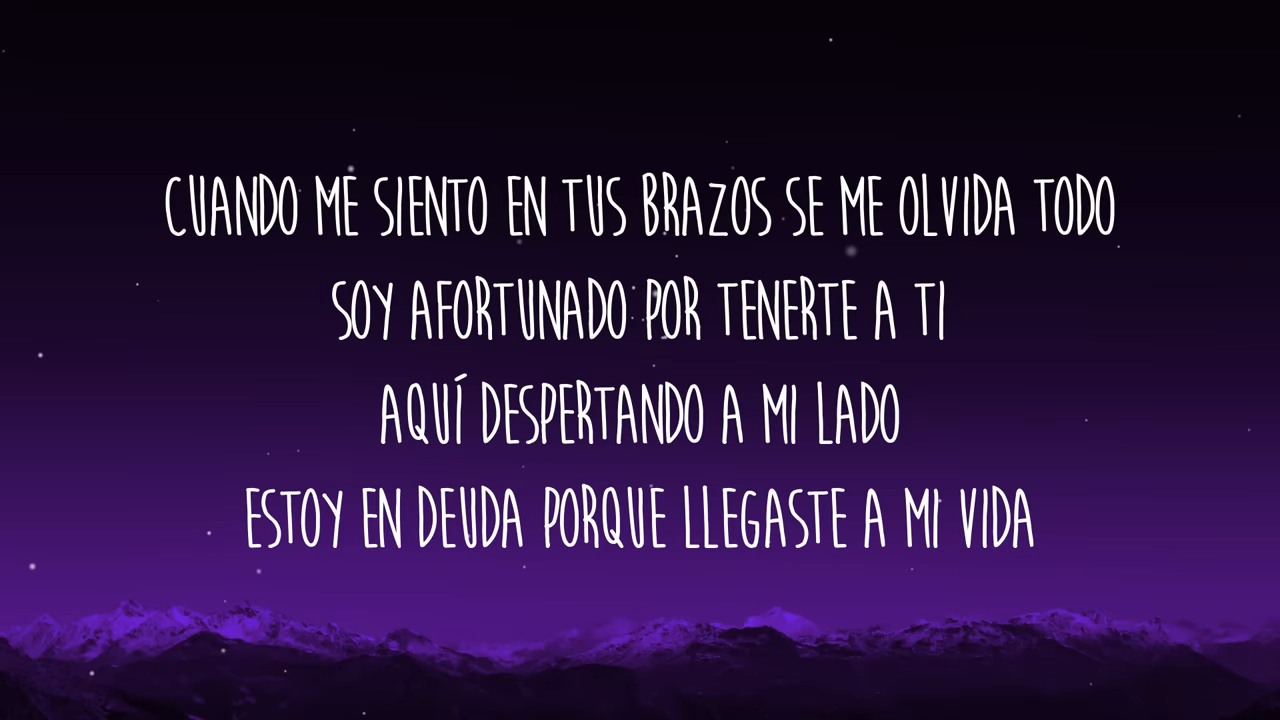 CUANDO ME SIENTO EN TUS BRAZOS SE ME OLVIDA TODO
SOY AFORTUNADO POR TENERTE A TI
AQUÍ DESPERTANDO A MI LADO
ESTOY EN DEUDA PORQUE LLEGASTE A MI VIDA